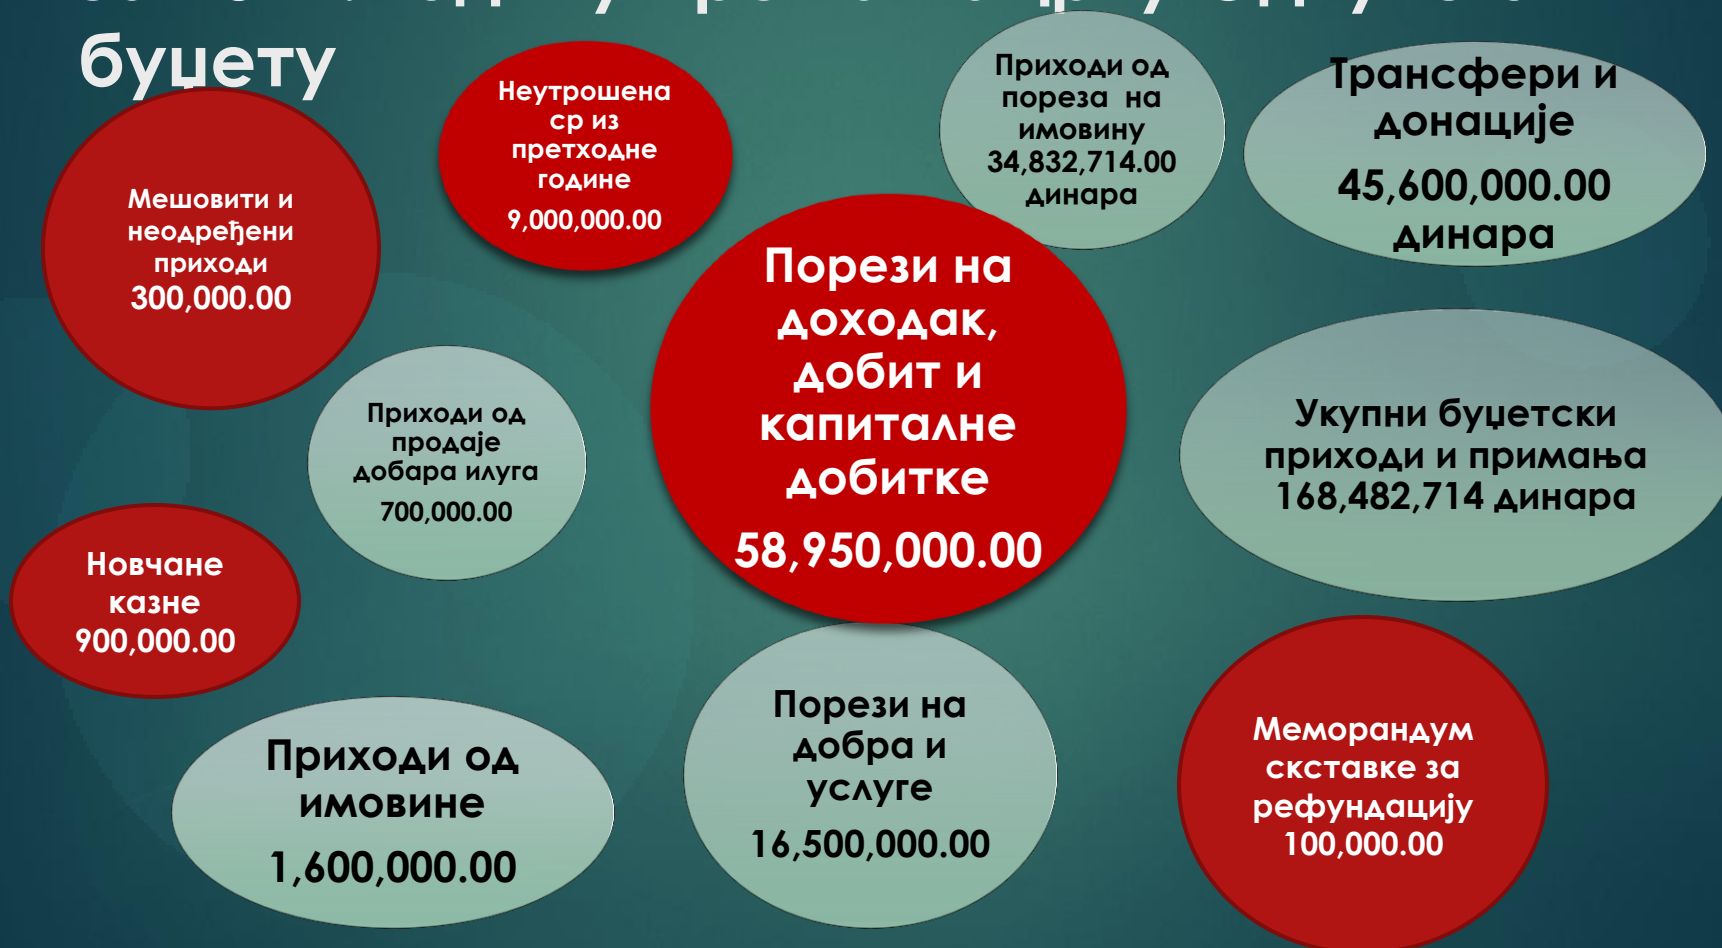 буџету
Неутрошена
ср из
претходне
године
9,000,000.00
Приходи од
пореза на
имовину
34,832,714.00
динара
Трансфери и
донације
45,600,000.00
динара
Мешовити и
неодређени
приходи
300,000.00
Порези на
доходак,
добит и
капиталне
добитке
58,950,000.00
Приходи од
продаје
добара илуга
700,000.00
Укупни буџетски
приходи и примања
168,482,714 динара
Новчане
казне
900,000.00
Приходи од
имовине
1,600,000.00
Порези на
добра и
услуге
16,500,000.00
Меморандум
скставке за
рефундацију
100,000.00